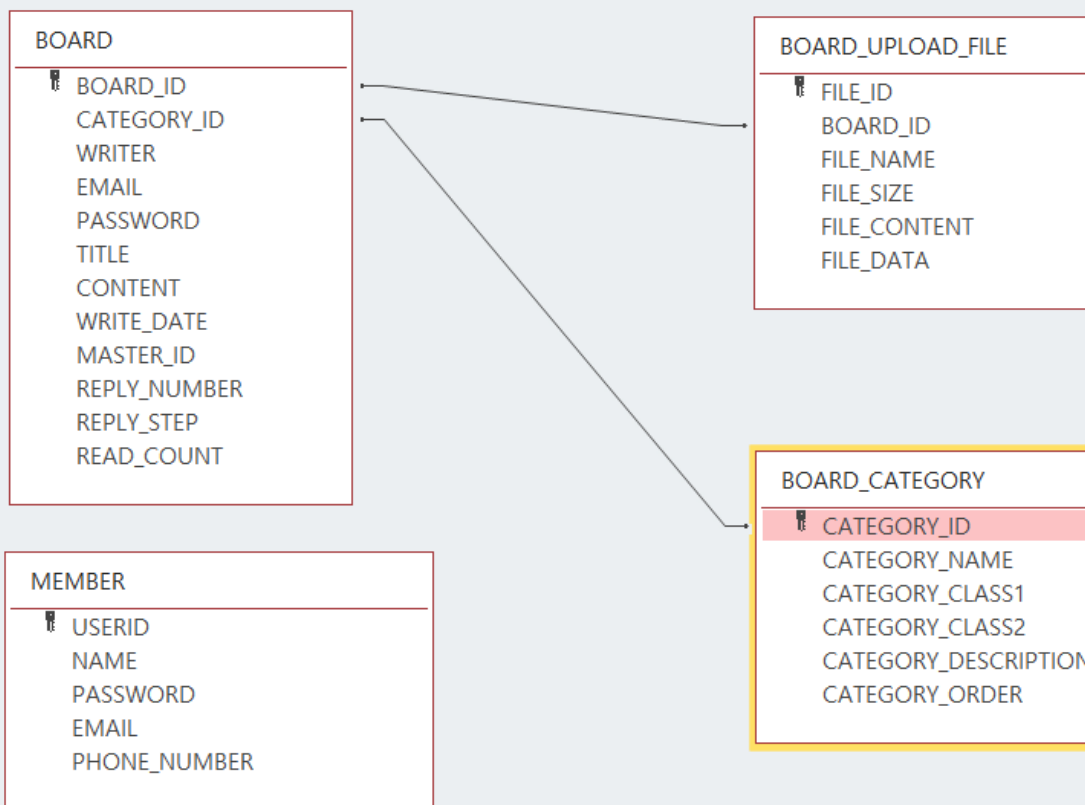 BOARD
BOARD_ID
CATEGORY_ID
WRITER
EMAIL
PASSWORD
TITLE
CONTENT
WRITE_DATE
MASTER_ID
REPLY_NUMBER
REPLY_STEP
READ_COUNT
BOARD_UPLOAD_FILE
FILE_ID
BOARD_ID
FILE_NAME
FILE_SIZE
FILE_CONTENT
FILE_DATA
MEMBER
USERID
NAME
PASSWORD
EMAIL
PHONE_NUMBER
BOARD_CATEGORY
CATEGORY_ID
CATEGORY_NAME
CATEGORY_CLASS1
CATEGORY_CLASS2
CATEGORY_DESCRIPTION
CATEGORY_ORDER